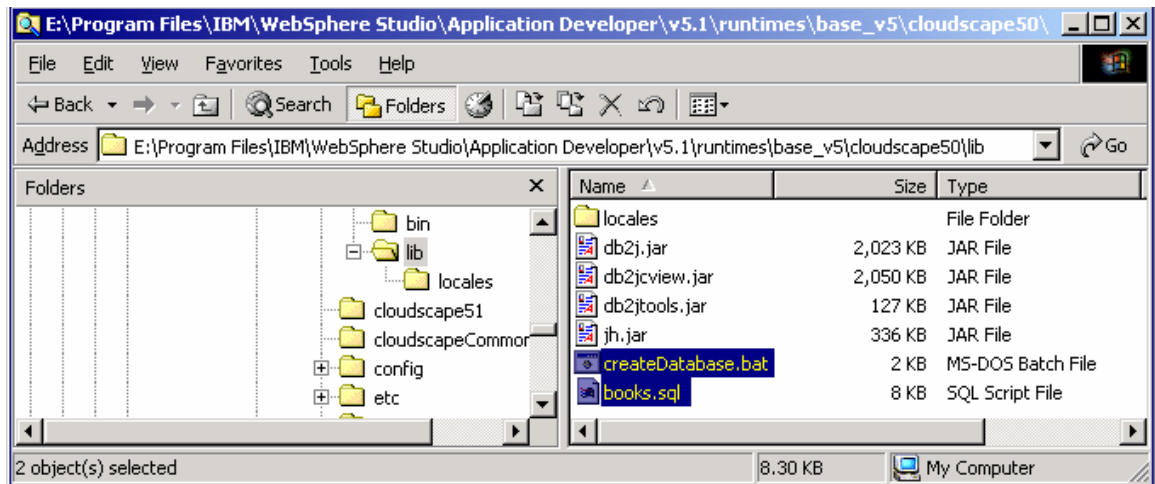 E:\Program Files\IBM\WebSphere Studio\Application Developer\v5.1\runtimes\base_v5\cloudscape50\
File Edit View Favorites Tools Help
Back Search Folders
Address E:\Program Files\IBM\WebSphere Studio\Application Developer\v5.1\runtimes\base_v5\cloudscape50\lib Go
Folders
bin
lib
locales
cloudscape51
cloudscapeCommon
config
etc
Name Size Type
locales File Folder
db2j.jar 2,023 KB JAR File
db2jcview.jar 2,050 KB JAR File
db2jtools.jar 127 KB JAR File
jh.jar 336 KB JAR File
createDatabase.bat 2 KB MS-DOS Batch File
books.sql 8 KB SQL Script File
2 object(s) selected 8.30 KB My Computer